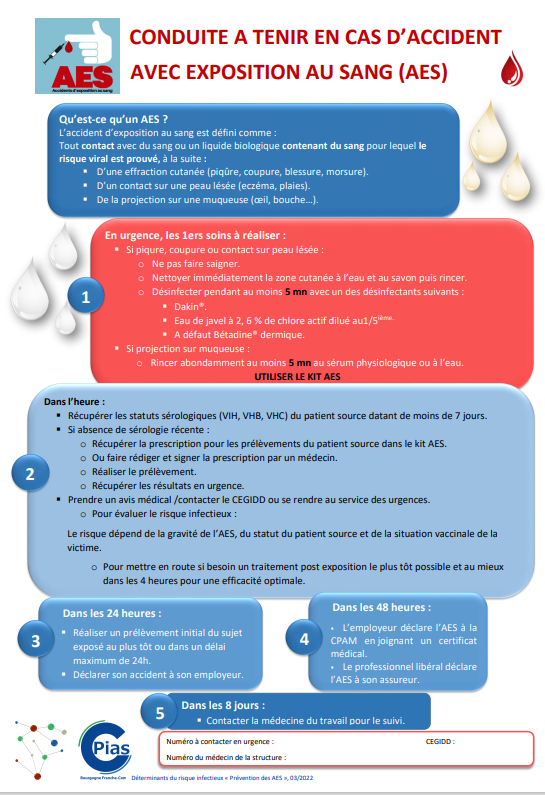 AES
Accidents d'exposition au sang
CONDUITE A TENIR EN CAS D'ACCIDENT
AVEC EXPOSITION AU SANG (AES)
Qu'est-ce qu'un AES ?
L'accident d'exposition au sang est défini comme :
Tout contact avec du sang ou un liquide biologique contenant du sang pour lequel le
risque viral est prouvé, à la suite :
▪ D'une effraction cutanée (piqûre, coupure, blessure, morsure).
▪ D'un contact sur une peau lésée (eczéma, plaies).
▪ De la projection sur une muqueuse (œil, bouche…).
1
En urgence, les 1ers soins à réaliser :
▪ Si piqure, coupure ou contact sur peau lésée :
o Ne pas faire saigner.
o Nettoyer immédiatement la zone cutanée à l'eau et au savon puis rincer.
o Désinfecter pendant au moins 5 mn avec un des désinfectants suivants :
▪ Dakin®.
▪ Eau de javel à 2, 6 % de chlore actif dilué au1/5ième.
▪ A défaut Bétadine® dermique.
▪ Si projection sur muqueuse :
o Rincer abondamment au moins 5 mn au sérum physiologique ou à l'eau.
UTILISER LE KIT AES
2
Dans l'heure :
▪ Récupérer les statuts sérologiques (VIH, VHB, VHC) du patient source datant de moins de 7 jours.
▪ Si absence de sérologie récente :
o Récupérer la prescription pour les prélèvements du patient source dans le kit AES.
o Ou faire rédiger et signer la prescription par un médecin.
o Réaliser le prélèvement.
o Récupérer les résultats en urgence.
▪ Prendre un avis médical /contacter le CEGIDD ou se rendre au service des urgences.
o Pour évaluer le risque infectieux :
Le risque dépend de la gravité de l'AES, du statut du patient source et de la situation vaccinale de la
victime.
o Pour mettre en route si besoin un traitement post exposition le plus tôt possible et au mieux
dans les 4 heures pour une efficacité optimale.
3
Dans les 24 heures :
▪ Réaliser un prélèvement initial du sujet
exposé au plus tôt ou dans un délai
maximum de 24h.
▪ Déclarer son accident à son employeur.
4
Dans les 48 heures :
▪ L'employeur déclare l'AES à la
CPAM en joignant un certificat
médical.
▪ Le professionnel libéral déclare
l'AES à son assureur.
5
Dans les 8 jours :
▪ Contacter la médecine du travail pour le suivi.
Numéro à contacter en urgence : CEGIDD :
Numéro du médecin de la structure :
CPias
Bourgogne Franche-Com
Déterminants du risque infectieux « Prévention des AES », 03/2022